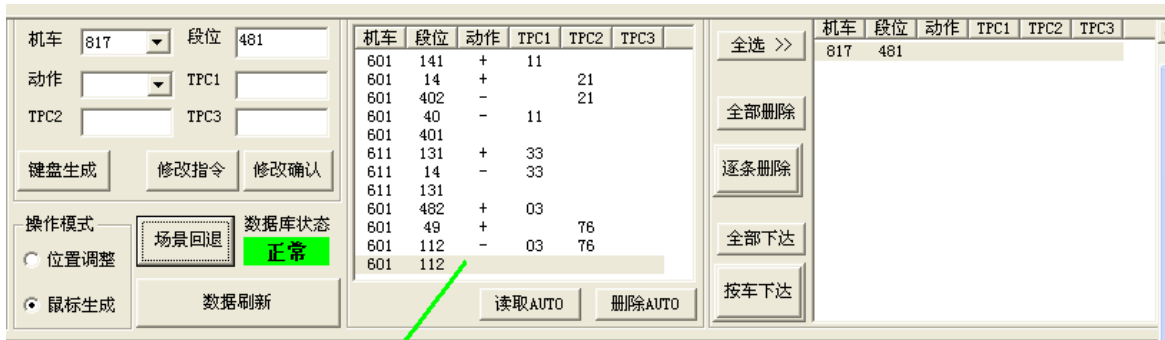 机车 817 段位 481
动作 TPC1
TPC2 TPC3
键盘生成 修改指令 修改确认
操作模式
位置调整
鼠标生成
场景回退 数据库状态
正常
数据刷新
机车 段位 动作 TPC1 TPC2 TPC3
601 141 + 11
601 14 + 21
601 402 - 21
601 40 - 11
601 401
611 131 + 33
611 14 - 33
611 131
601 482 + 03
601 49 + 76
601 112 - 03 76
601 112
读取AUTO 删除AUTO
全选 >>
全部删除
逐条删除
全部下达
按车下达
机车 段位 动作 TPC1 TPC2 TPC3
817 481